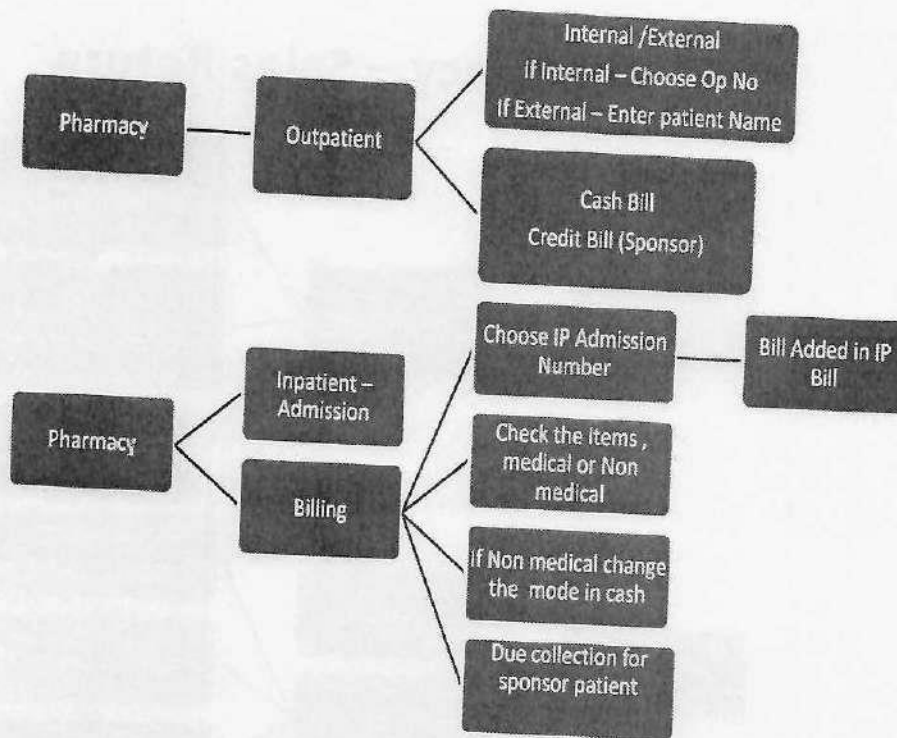 Pharmacy
Outpatient
Internal /External
If Internal – Choose Op No
If External – Enter patient Name
Cash Bill
Credit Bill (Sponsor)
Pharmacy
Inpatient –
Admission
Billing
Choose IP Admission
Number
Bill Added in IP
Bill
Check the Items ,
medical or Non
medical
If Non medical change
the mode in cash
Due collection for
sponsor patient